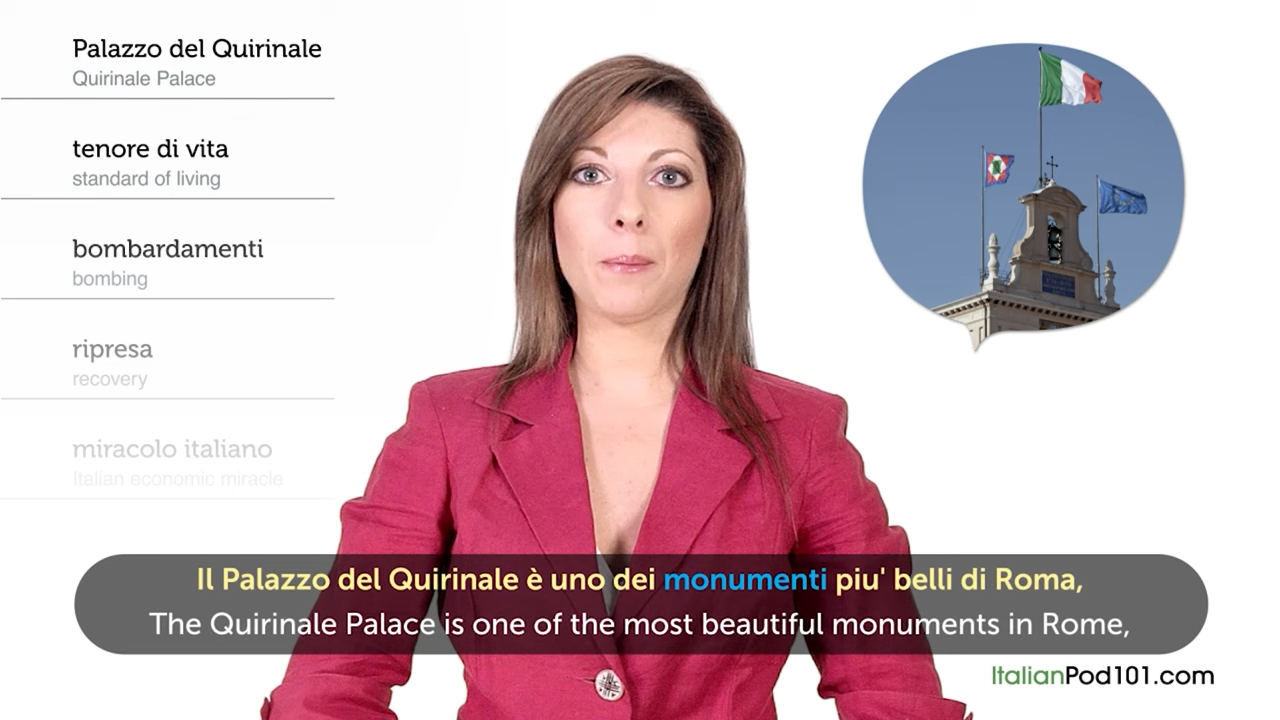 Palazzo del Quirinale
Quirinale Palace
tenore di vita
standard of living
bombardamenti
bombing
ripresa
recovery
miracolo italiano
Italian economic miracle
Il Palazzo del Quirinale è uno dei monumenti piu' belli di Roma,
The Quirinale Palace is one of the most beautiful monuments in Rome,
ItalianPod101.com